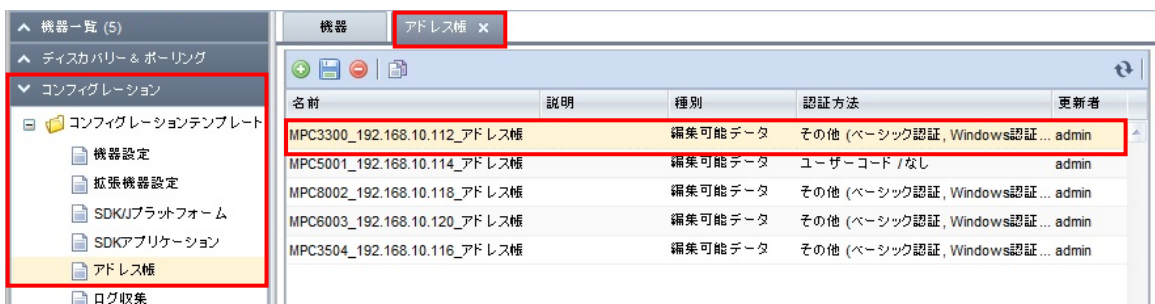 機器一覧 (5)
ディスカバリー & ポーリング
コンフィグレーション
コンフィグレーションテンプレート
機器設定
拡張機器設定
SDK/Jプラットフォーム
SDKアプリケーション
アドレス帳
ログ収集
機器 アドレス帳
名前 説明 種別 認証方法 更新者
MPC3300_192.168.10.112_アドレス帳 編集可能データ その他 (ベーシック認証, Windows認証... admin
MPC5001_192.168.10.114_アドレス帳 編集可能データ ユーザーコード /なし admin
MPC8002_192.168.10.118_アドレス帳 編集可能データ その他 (ベーシック認証, Windows認証... admin
MPC6003_192.168.10.120_アドレス帳 編集可能データ その他 (ベーシック認証, Windows認証... admin
MPC3504_192.168.10.116_アドレス帳 編集可能データ その他 (ベーシック認証, Windows認証... admin